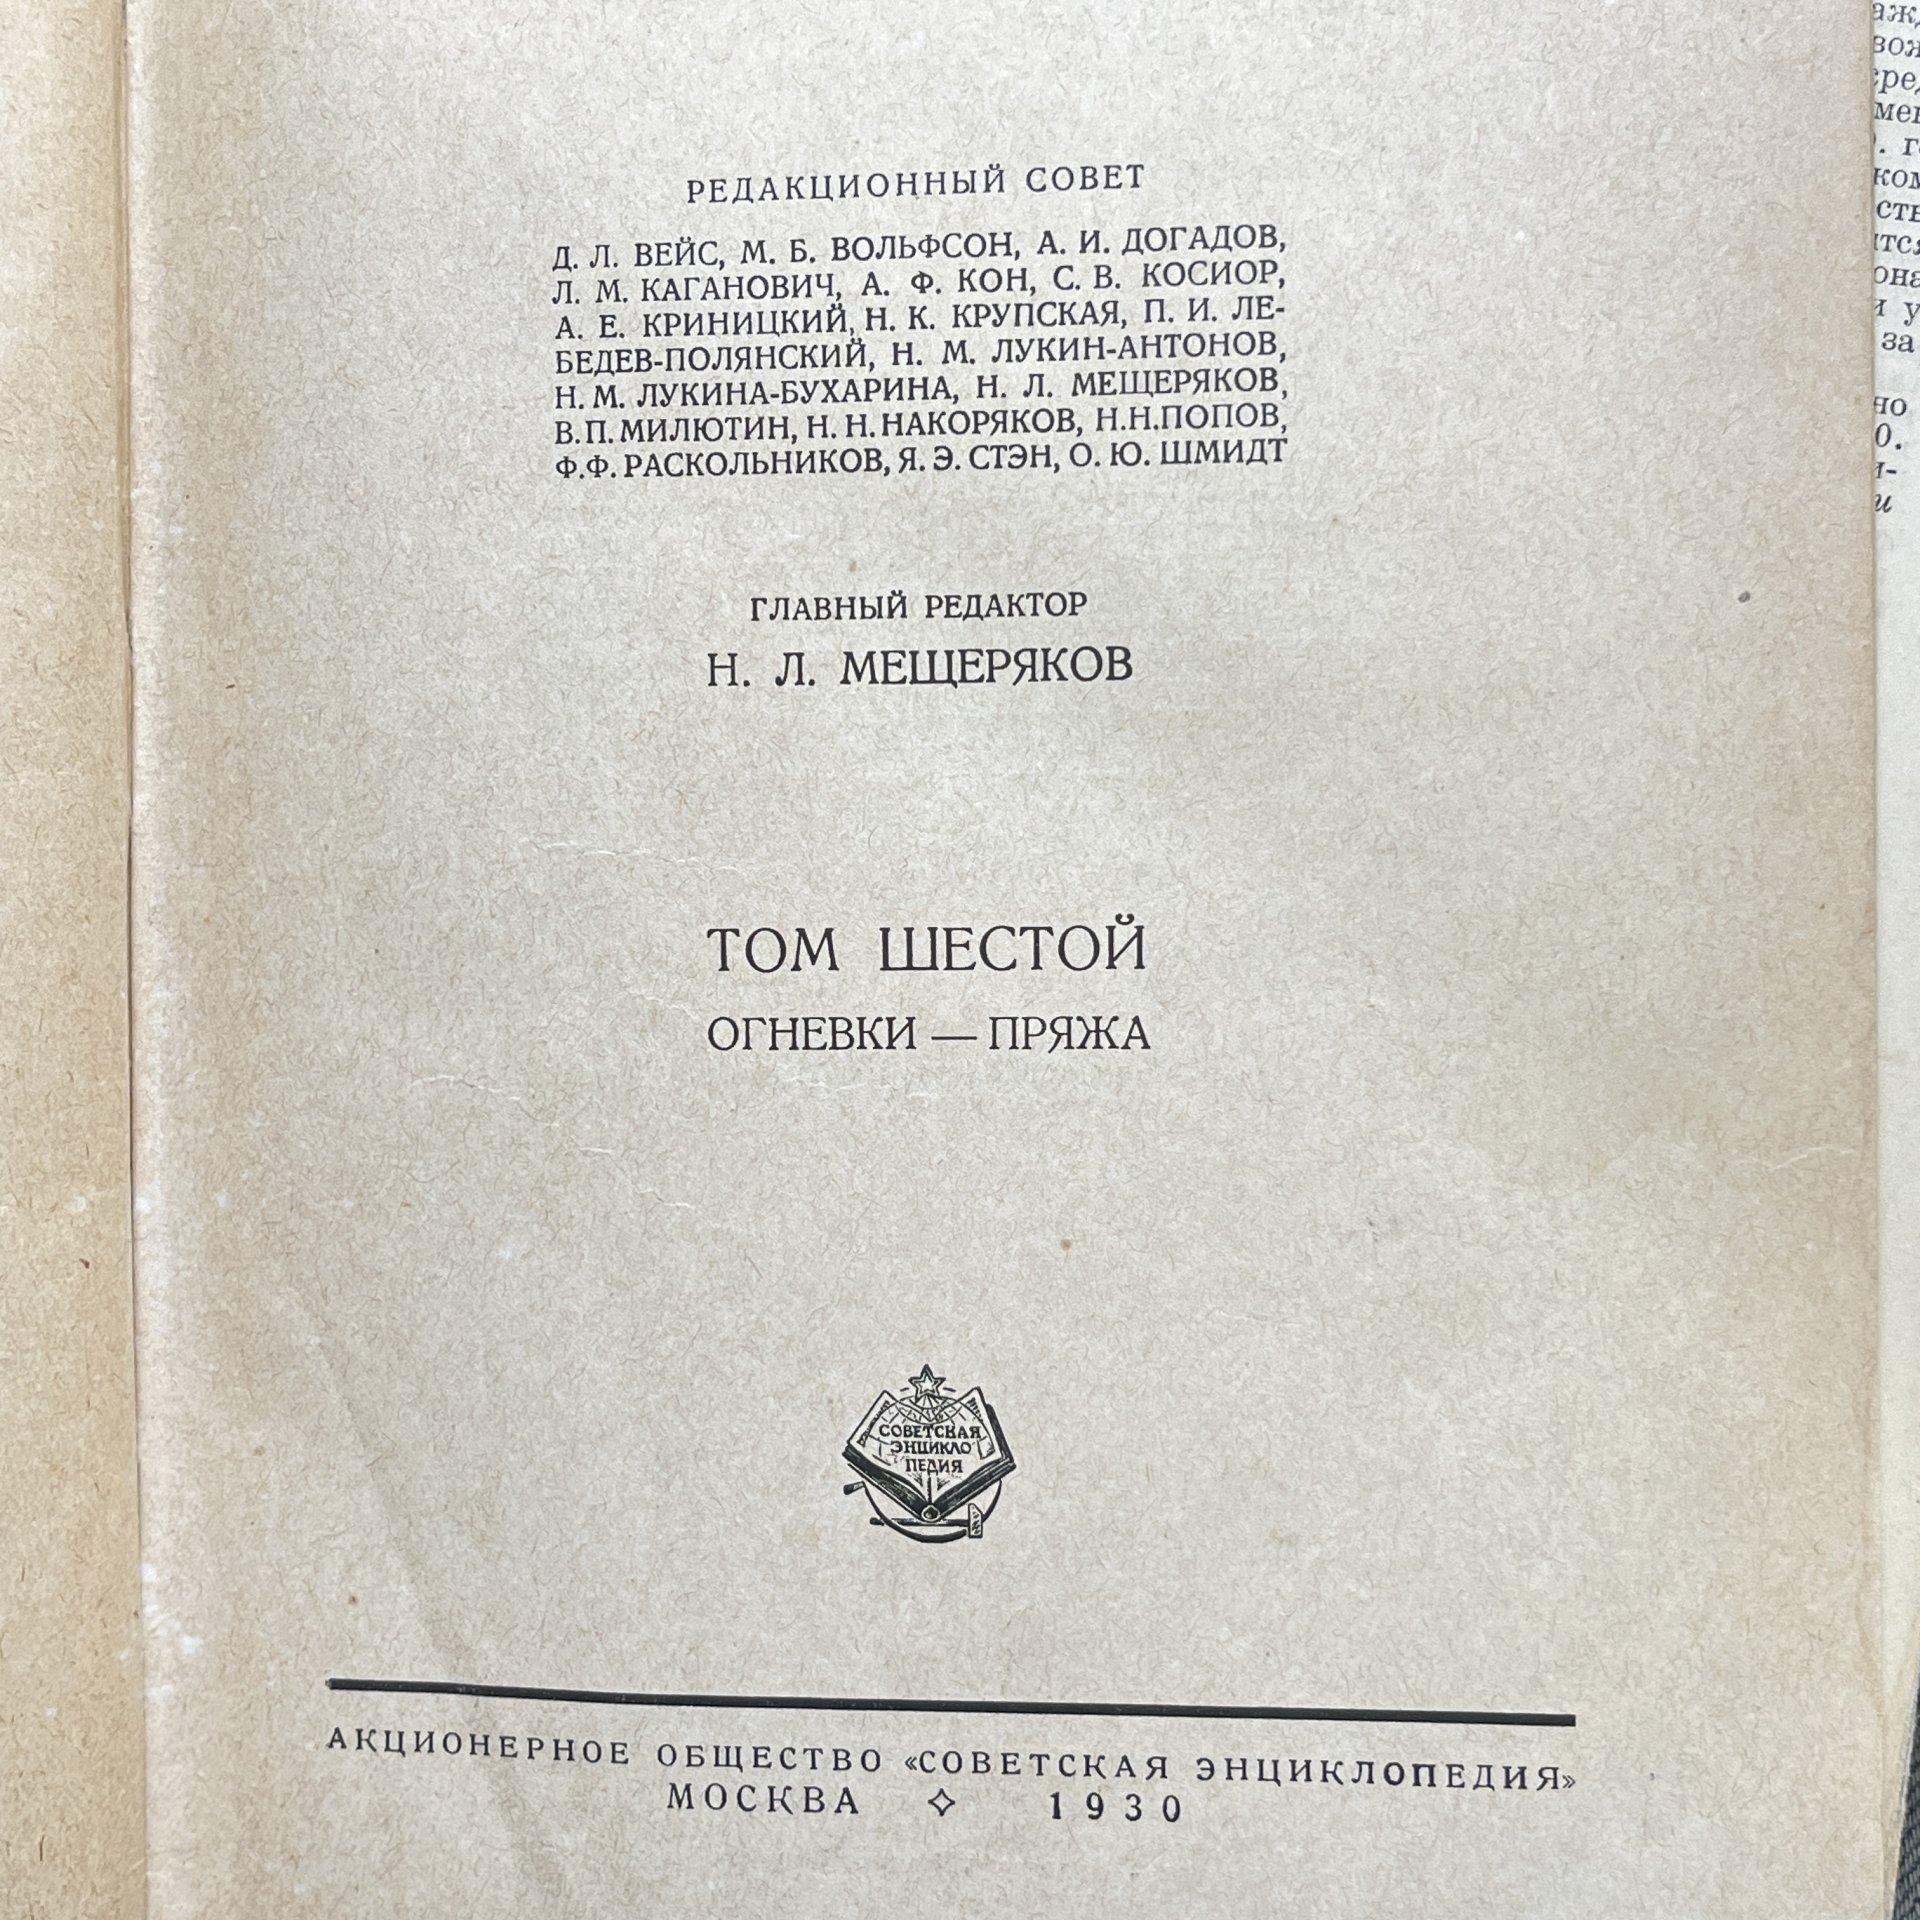 РЕДАКЦИОННЫЙ СОВЕТ
Д. Л. ВЕЙС, М. Б. ВОЛЬФСОН, А. И. ДОГАДОВ,
Л. М. КАГАНОВИЧ, А. Ф. КОН, С. В. КОСИОР,
А. Е. КРИНИЦКИЙ, Н. К. КРУПСКАЯ, П. И. ЛЕ-
БЕДЕВ-ПОЛЯНСКИЙ, Н. М. ЛУКИН-АНТОНОВ,
Н. М. ЛУКИНА-БУХАРИНА, Н. Л. МЕЩЕРЯКОВ,
В. П. МИЛЮТИН, Н. Н. НАКОРЯКОВ, Н. Н. ПОПОВ,
Ф. Ф. РАСКОЛЬНИКОВ, Я. Э. СТЭН, О. Ю. ШМИДТ
ГЛАВНЫЙ РЕДАКТОР
Н. Л. МЕЩЕРЯКОВ
ТОМ ШЕСТОЙ
ОГНЕВКИ — ПРЯЖА
СОВЕТСКАЯ
ЭНЦИКЛО
ПЕДИЯ
АКЦИОНЕРНОЕ ОБЩЕСТВО «СОВЕТСКАЯ ЭНЦИКЛОПЕДИЯ»
МОСКВА ✧ 1930